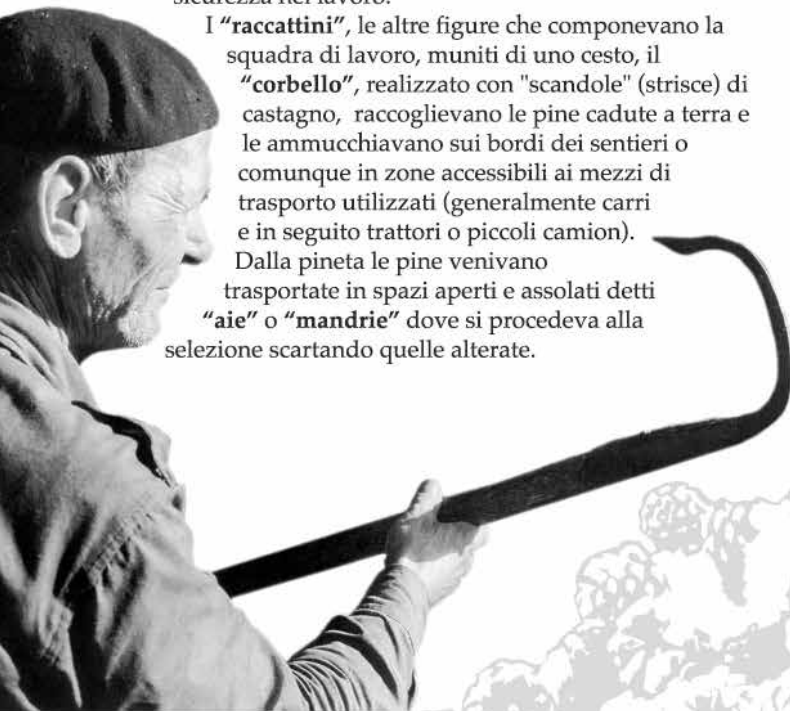 sicurezza nel lavoro.
I “raccattini”, le altre figure che componevano la
squadra di lavoro, muniti di uno cesto, il
“corbello”, realizzato con "scandole" (strisce) di
castagno, raccoglievano le pine cadute a terra e
le ammucchiavano sui bordi dei sentieri o
comunque in zone accessibili ai mezzi di
trasporto utilizzati (generalmente carri
e in seguito trattori o piccoli camion).
Dalla pineta le pine venivano
trasportate in spazi aperti e assolati detti
“aie” o “mandrie” dove si procedeva alla
selezione scartando quelle alterate.